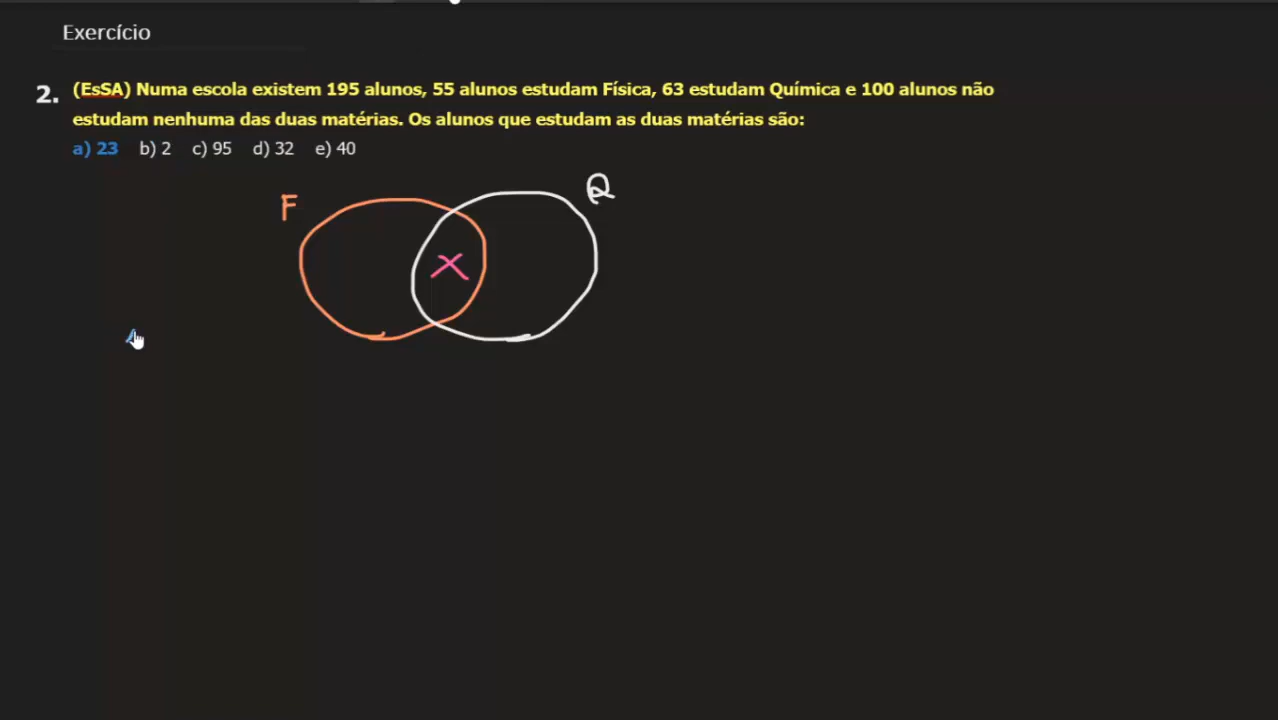 Exercício
2. (EsSA) Numa escola existem 195 alunos, 55 alunos estudam Física, 63 estudam Química e 100 alunos não
estudam nenhuma das duas matérias. Os alunos que estudam as duas matérias são:
a) 23 b) 2 c) 95 d) 32 e) 40
F Q
X